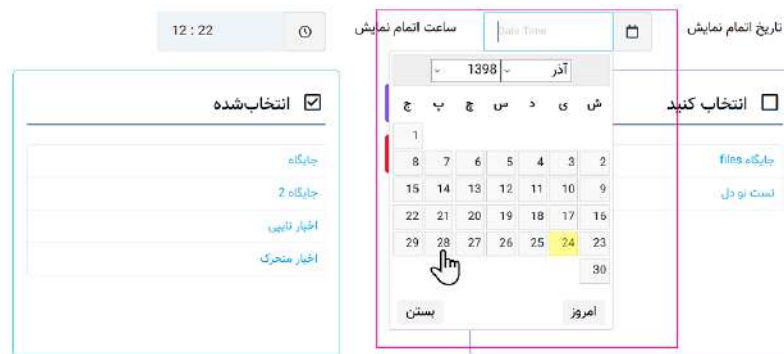 تاریخ اتمام نمایش
Date Time
ساعت اتمام نمایش
12 : 22
آذر 1398
ش ی د س چ پ ج
1
2 3 4 5 6 7 8
9 10 11 12 13 14 15
16 17 18 19 20 21 22
23 24 25 26 27 28 29
30
امروز بستن
انتخاب کنید
جایگاه files
تست نو دل
انتخاب‌شده
جایگاه
جایگاه 2
اخبار تایپی
اخبار متحرک